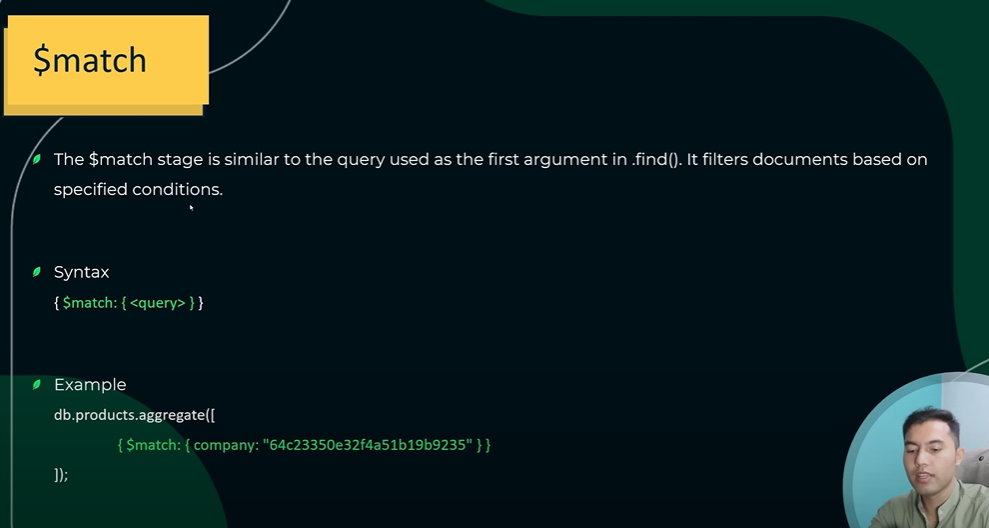 $match
The $match stage is similar to the query used as the first argument in .find(). It filters documents based on
specified conditions.
Syntax
{ $match: { <query> } }
Example
db.products.aggregate([
{ $match: { company: "64c23350e32f4a51b19b9235" } }
]);